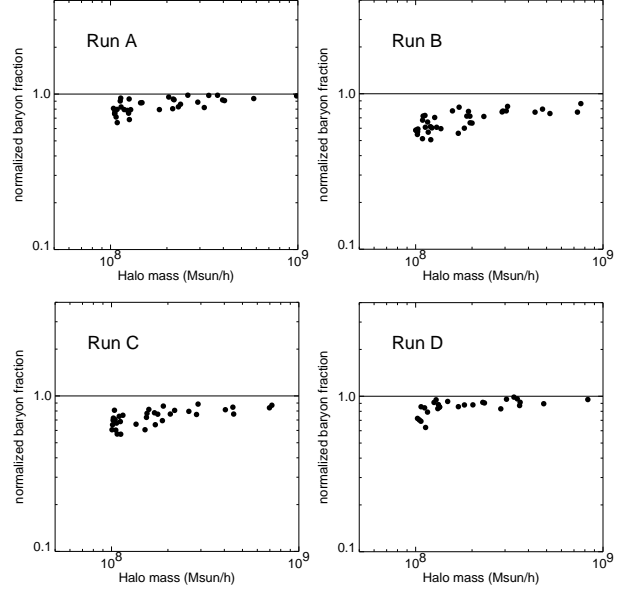 Run A
normalized baryon fraction
1.0
0.1
10^8
10^9
Halo mass (Msun/h)
Run B
normalized baryon fraction
1.0
0.1
10^8
10^9
Halo mass (Msun/h)
Run C
normalized baryon fraction
1.0
0.1
10^8
10^9
Halo mass (Msun/h)
Run D
normalized baryon fraction
1.0
0.1
10^8
10^9
Halo mass (Msun/h)